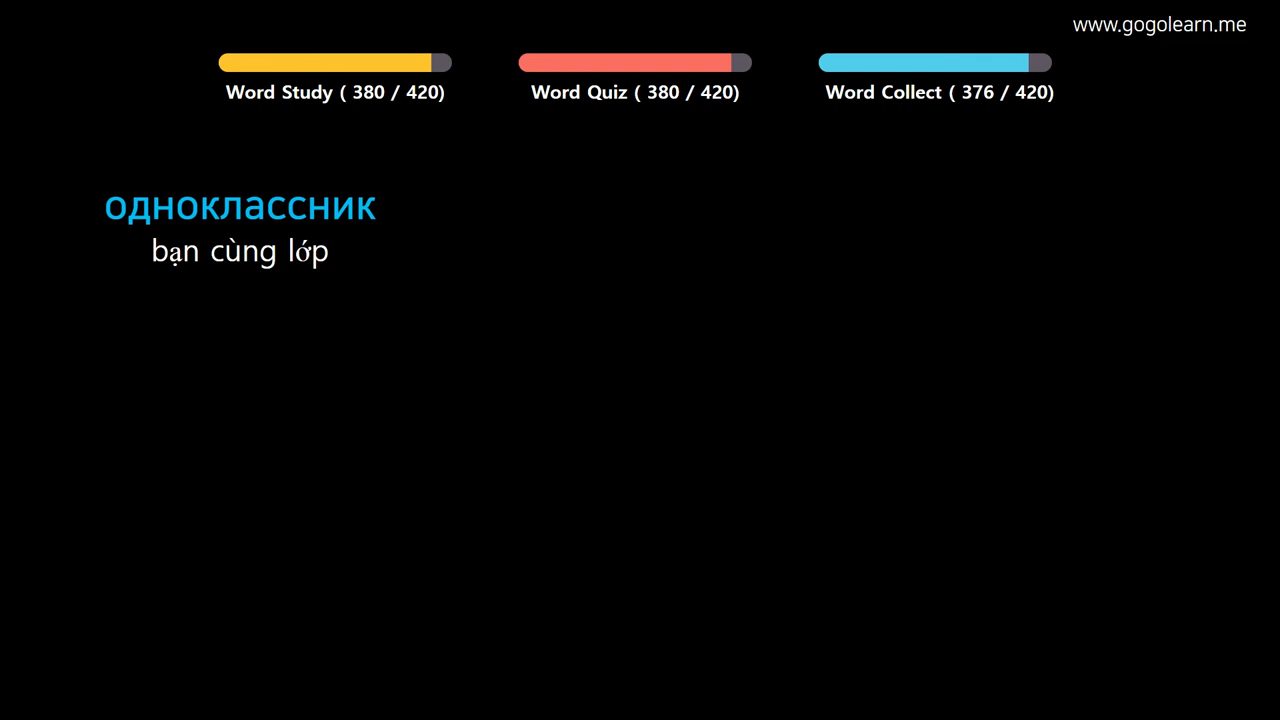 www.gogolearn.me
Word Study ( 380 / 420)
Word Quiz ( 380 / 420)
Word Collect ( 376 / 420)
одноклассник
bạn cùng lớp